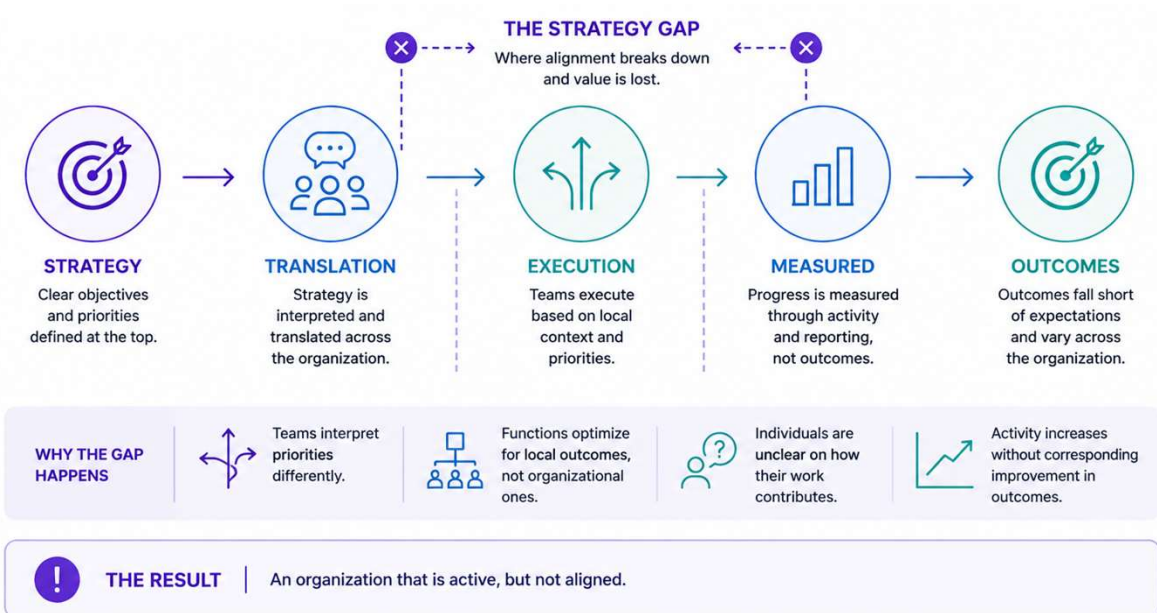 THE STRATEGY GAP
Where alignment breaks down
and value is lost.
STRATEGY
Clear objectives
and priorities
defined at the top.
TRANSLATION
Strategy is
interpreted and
translated across
the organization.
EXECUTION
Teams execute
based on local
context and
priorities.
MEASURED
Progress is measured
through activity
and reporting,
not outcomes.
OUTCOMES
Outcomes fall short
of expectations
and vary across
the organization.
WHY THE GAP
HAPPENS
Teams interpret
priorities
differently.
Functions optimize
for local outcomes,
not organizational
ones.
Individuals are
unclear on how
their work
contributes.
Activity increases
without corresponding
improvement in
outcomes.
THE RESULT
An organization that is active, but not aligned.